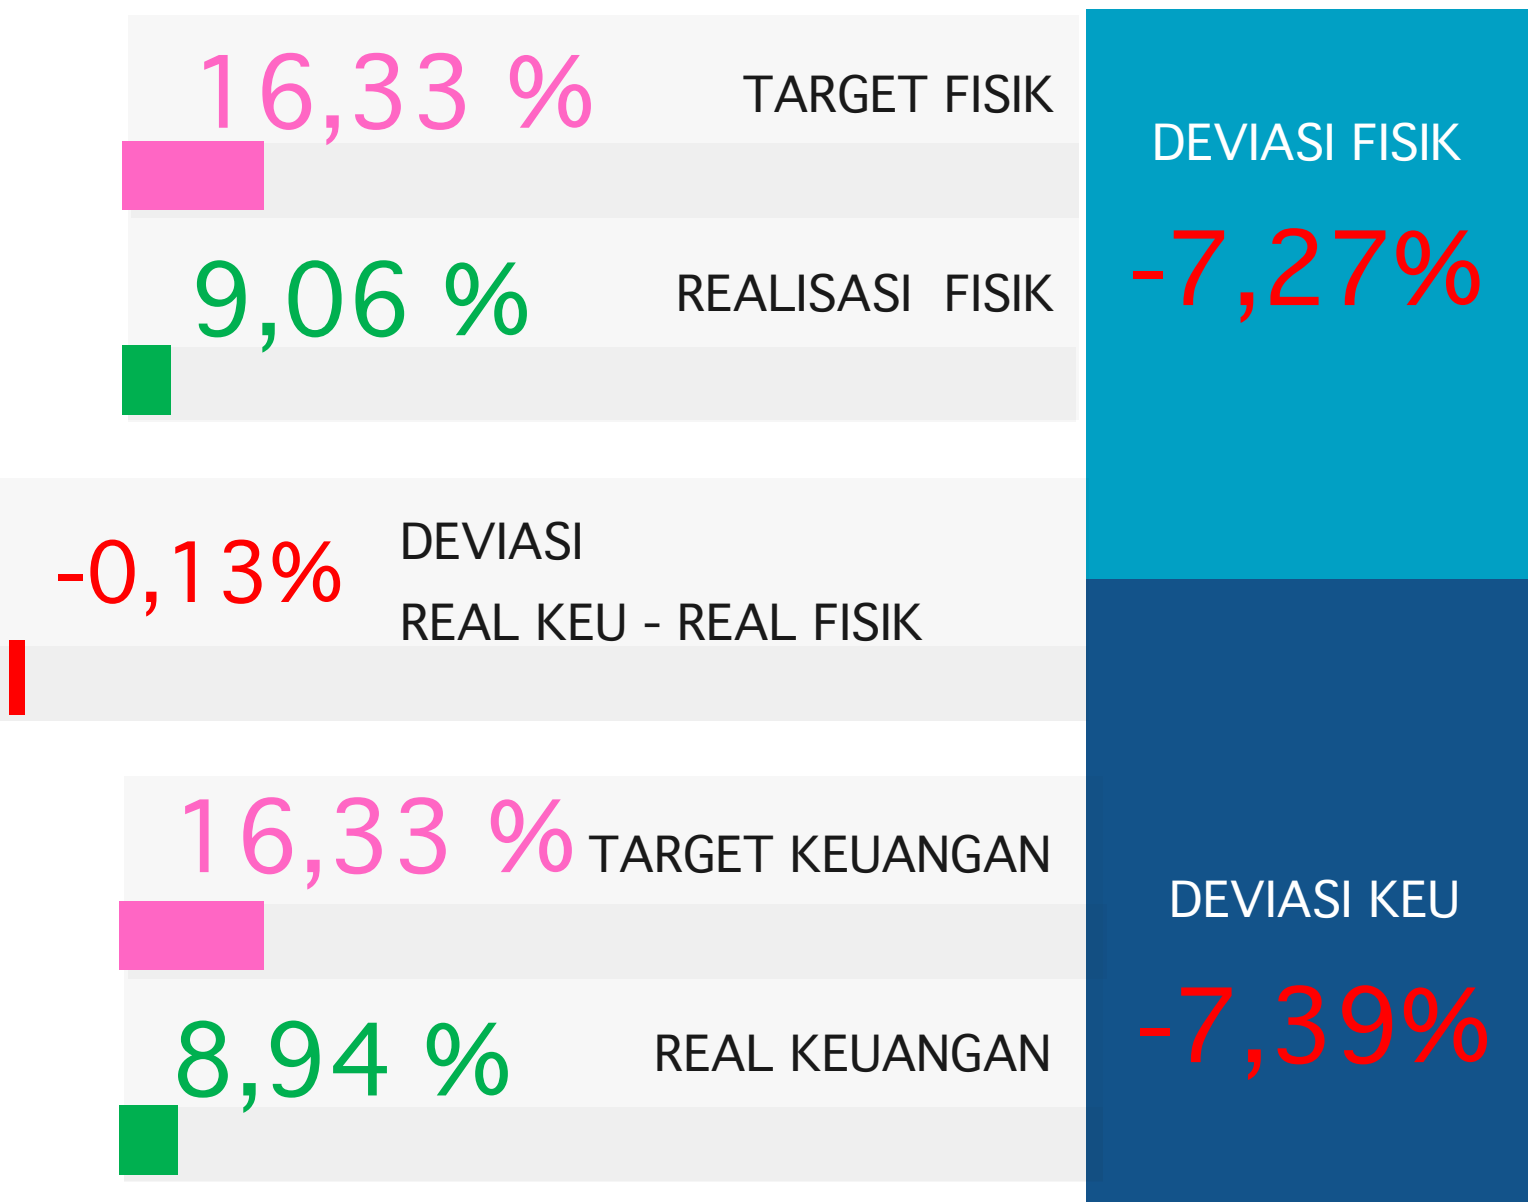 16,33 % TARGET FISIK
9,06 % REALISASI FISIK
DEVIASI FISIK
-7,27%
-0,13%
DEVIASI
REAL KEU - REAL FISIK
16,33 % TARGET KEUANGAN
8,94 % REAL KEUANGAN
DEVIASI KEU
-7,39%